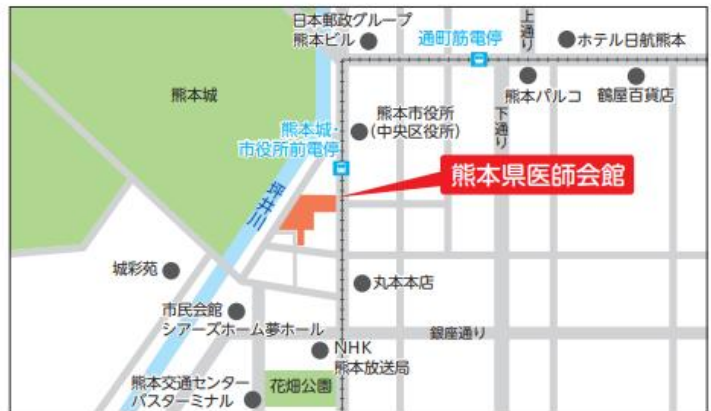 日本郵政グループ
熊本ビル
通町筋電停
上通り
ホテル日航熊本
熊本城
熊本パルコ
鶴屋百貨店
熊本市役所
(中央区役所)
下通り
熊本城・
市役所前電停
熊本県医師会館
坪井川
城彩苑
丸本本店
市民会館
シアーズホーム夢ホール
銀座通り
NHK
熊本放送局
熊本交通センター
バスターミナル
花畑公園